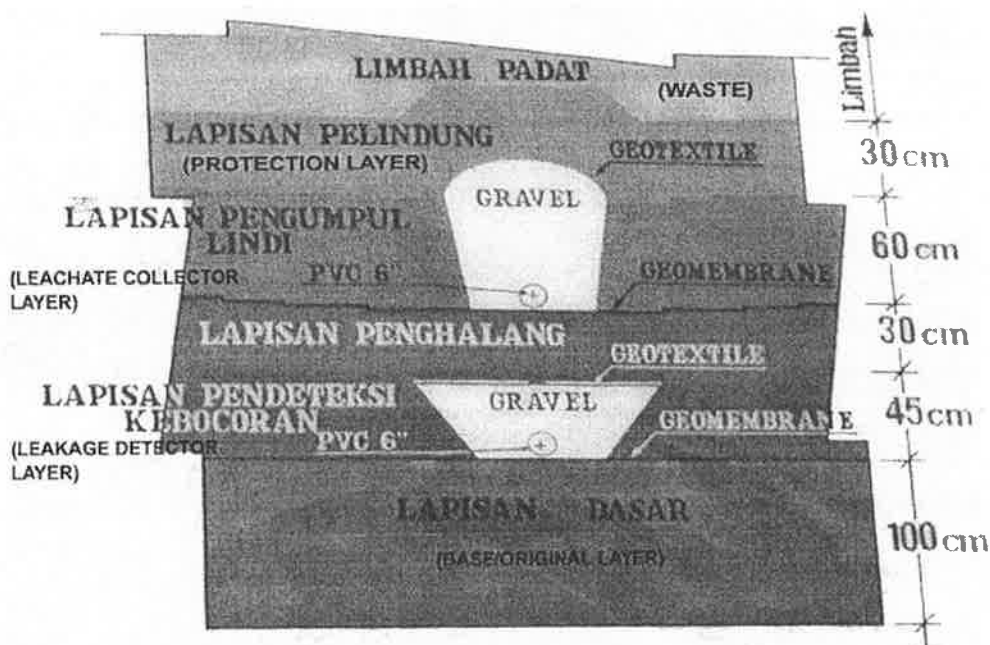 LIMBAH PADAT
(WASTE)
Limbah
LAPISAN PELINDUNG
(PROTECTION LAYER)
GEOTEXTILE
30 cm
GRAVEL
LAPISAN PENGUMPUL
LINDI
(LEACHATE COLLECTOR
LAYER)
PVC 6"
GEOMEMBRANE
60 cm
LAPISAN PENGHALANG
30 cm
GEOTEXTILE
LAPISAN PENDETEKSI
KEBOCORAN
(LEAKAGE DETECTOR
LAYER)
GRAVEL
PVC 6"
GEOMEMBRANE
45 cm
LAPISAN DASAR
(BASE/ORIGINAL LAYER)
100 cm